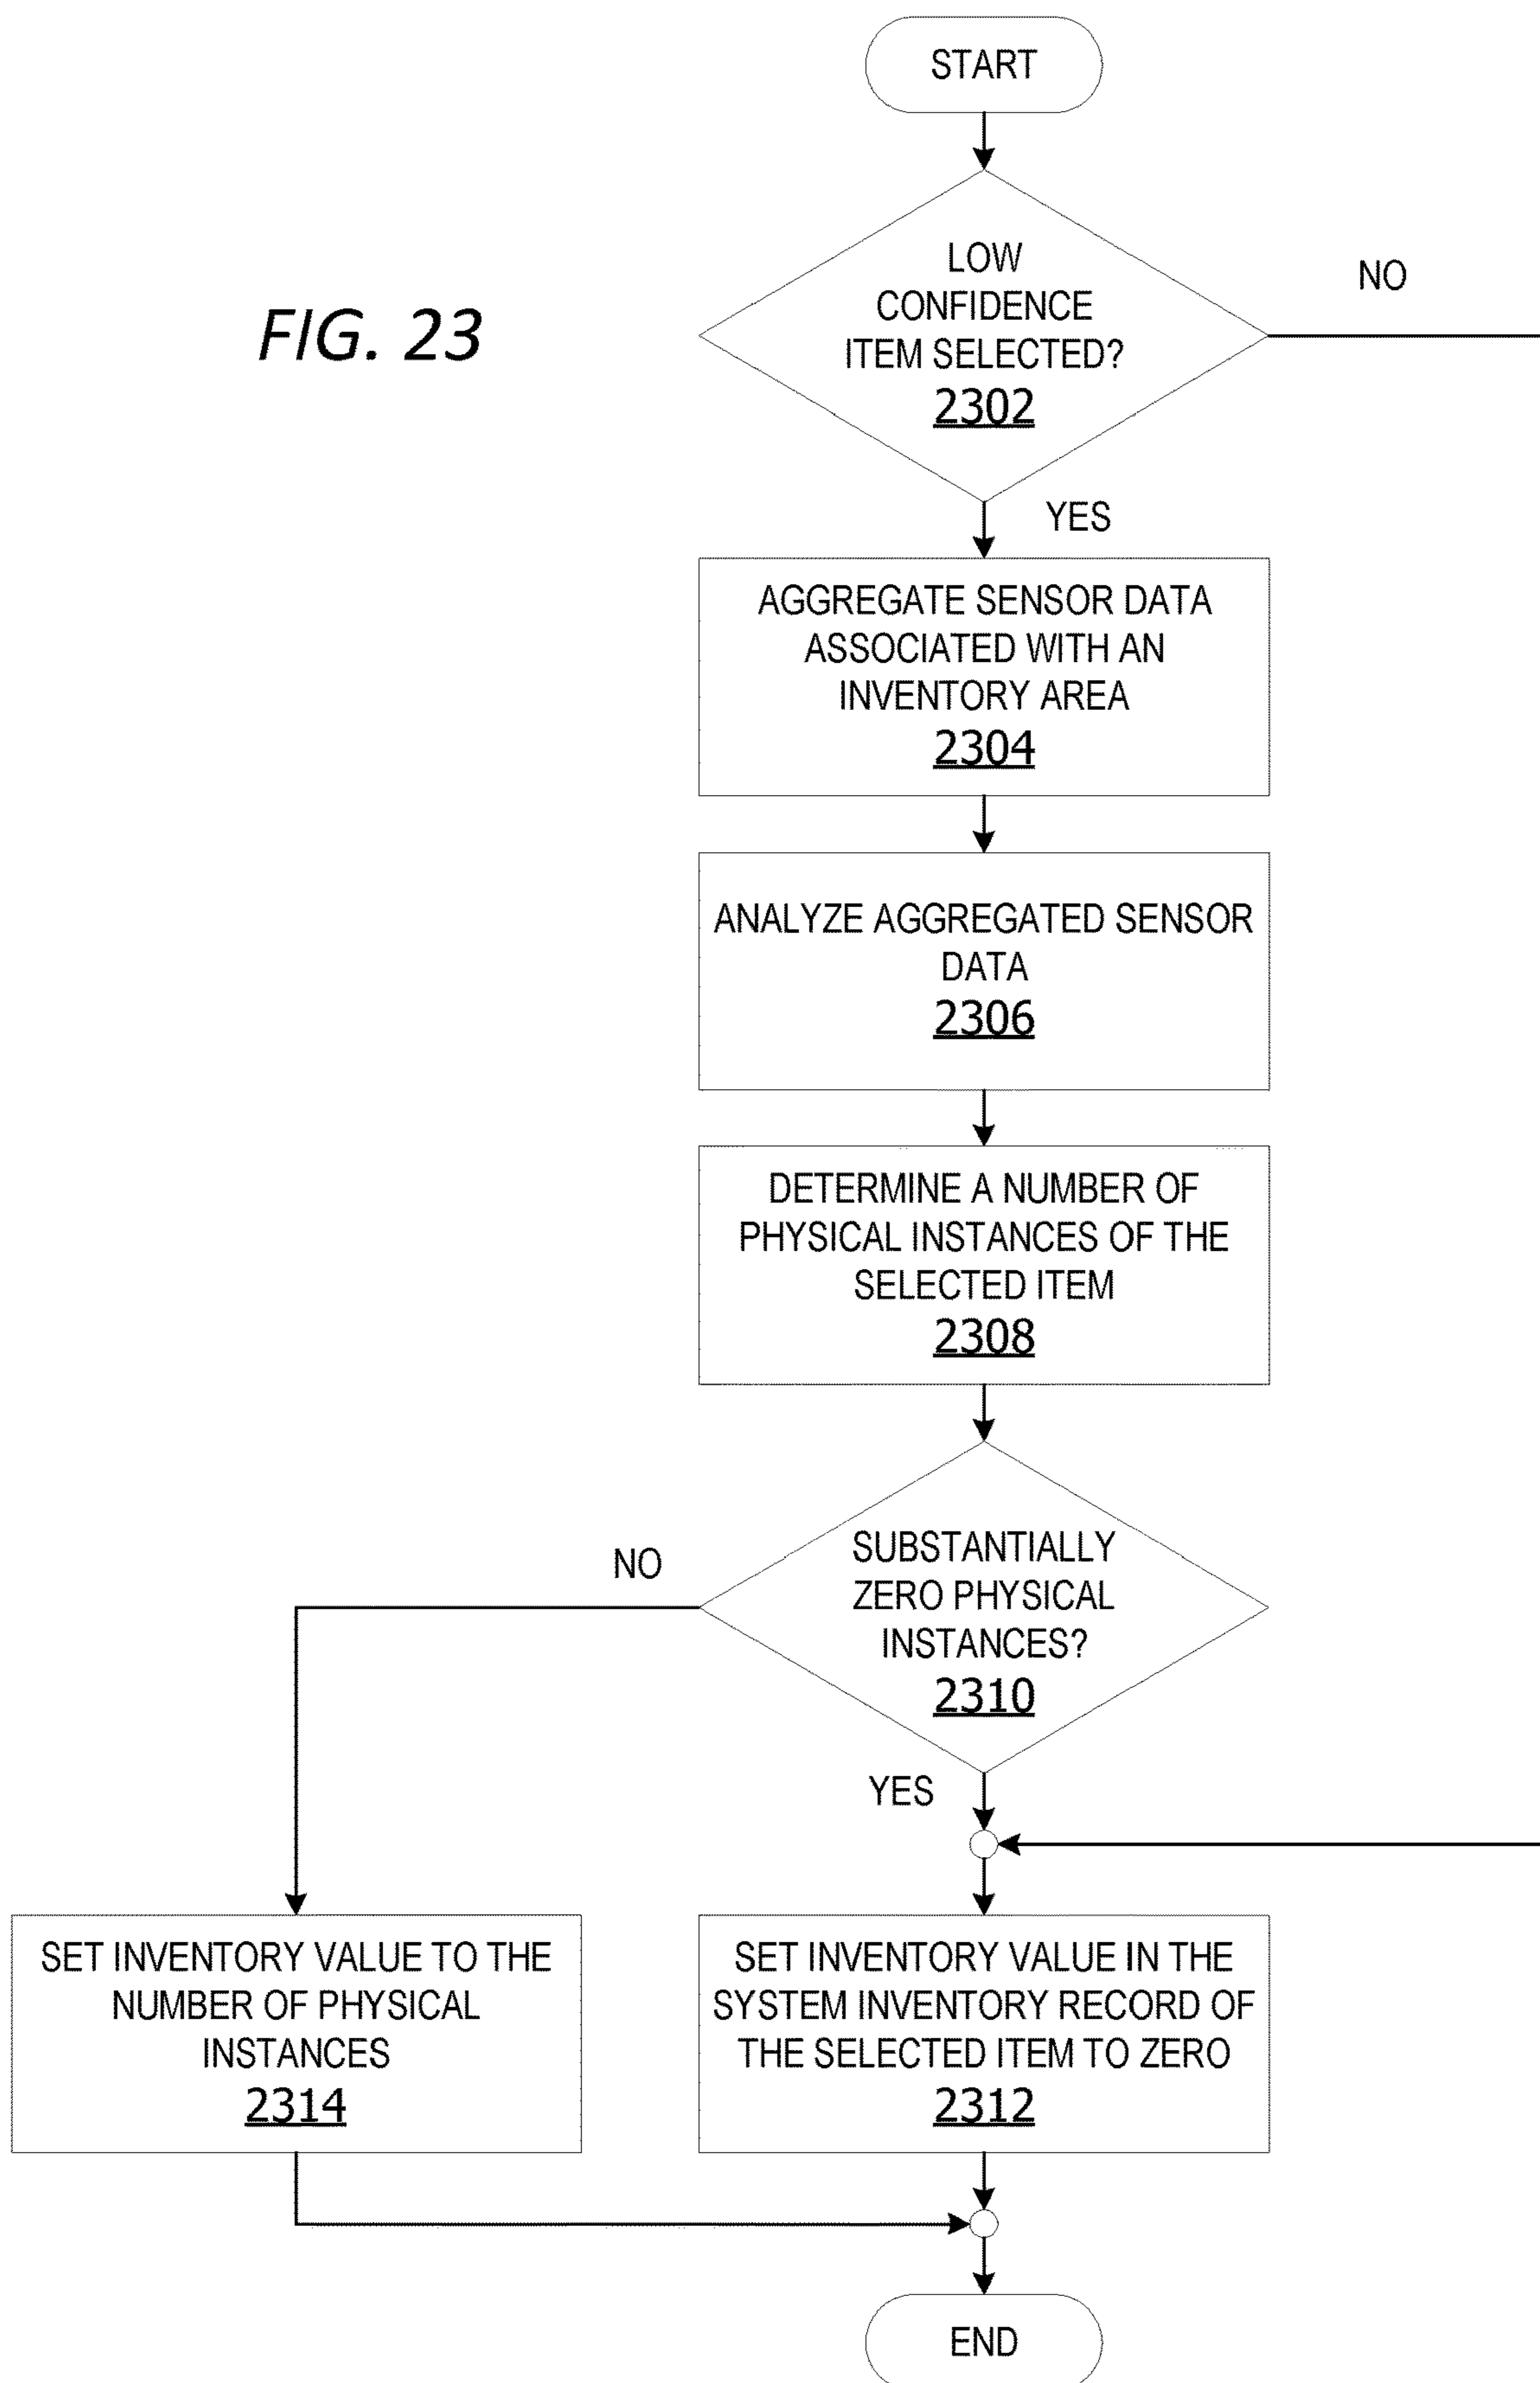 START
LOW
CONFIDENCE
ITEM SELECTED?
2302
NO
FIG. 23
YES
AGGREGATE SENSOR DATA
ASSOCIATED WITH AN
INVENTORY AREA
2304
ANALYZE AGGREGATED SENSOR
DATA
2306
DETERMINE A NUMBER OF
PHYSICAL INSTANCES OF THE
SELECTED ITEM
2308
SUBSTANTIALLY
ZERO PHYSICAL
INSTANCES?
2310
NO
YES
SET INVENTORY VALUE TO THE
NUMBER OF PHYSICAL
INSTANCES
2314
SET INVENTORY VALUE IN THE
SYSTEM INVENTORY RECORD OF
THE SELECTED ITEM TO ZERO
2312
END